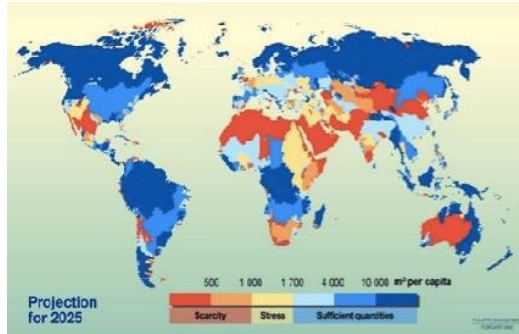 500 1 000 1 700 4 000 10 000 m³ per capita
Scarcity Stress Sufficient quantities
Projection
for 2025